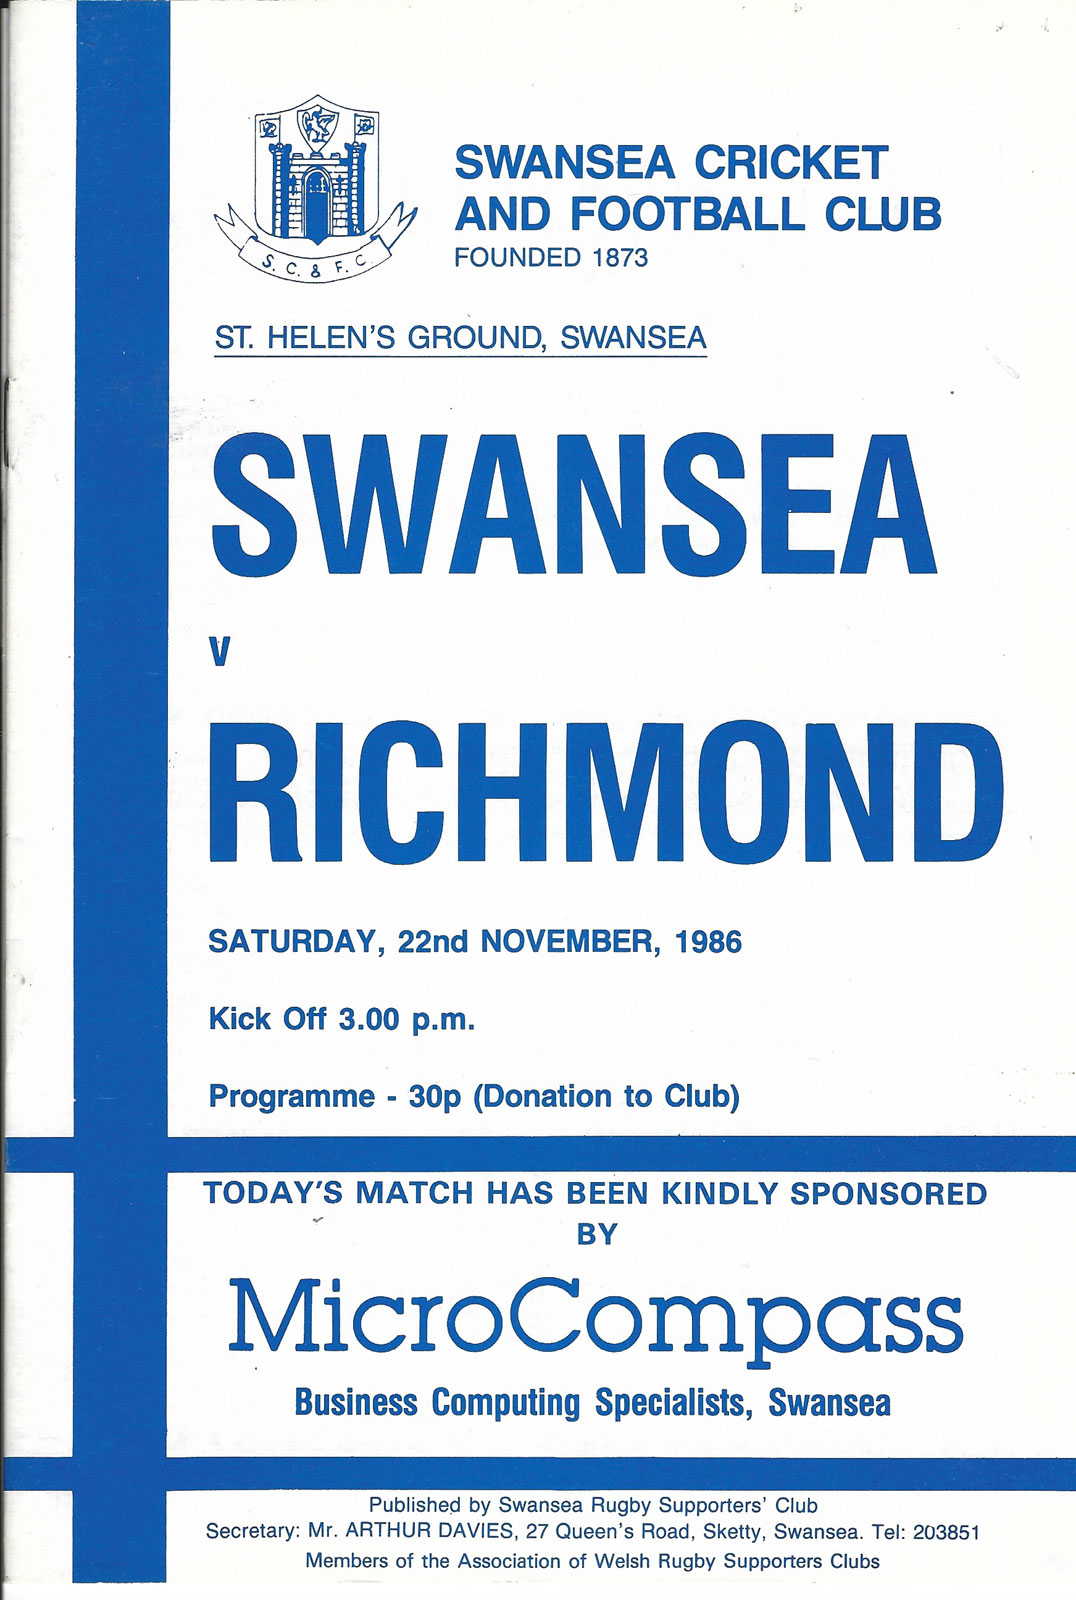 SWANSEA CRICKET
AND FOOTBALL CLUB
FOUNDED 1873
S. C. & F. C.
ST. HELEN'S GROUND, SWANSEA
SWANSEA
v
RICHMOND
SATURDAY, 22nd NOVEMBER, 1986
Kick Off 3.00 p.m.
Programme - 30p (Donation to Club)
TODAY'S MATCH HAS BEEN KINDLY SPONSORED
BY
MicroCompass
Business Computing Specialists, Swansea
Published by Swansea Rugby Supporters' Club
Secretary: Mr. ARTHUR DAVIES, 27 Queen's Road, Sketty, Swansea. Tel: 203851
Members of the Association of Welsh Rugby Supporters Clubs